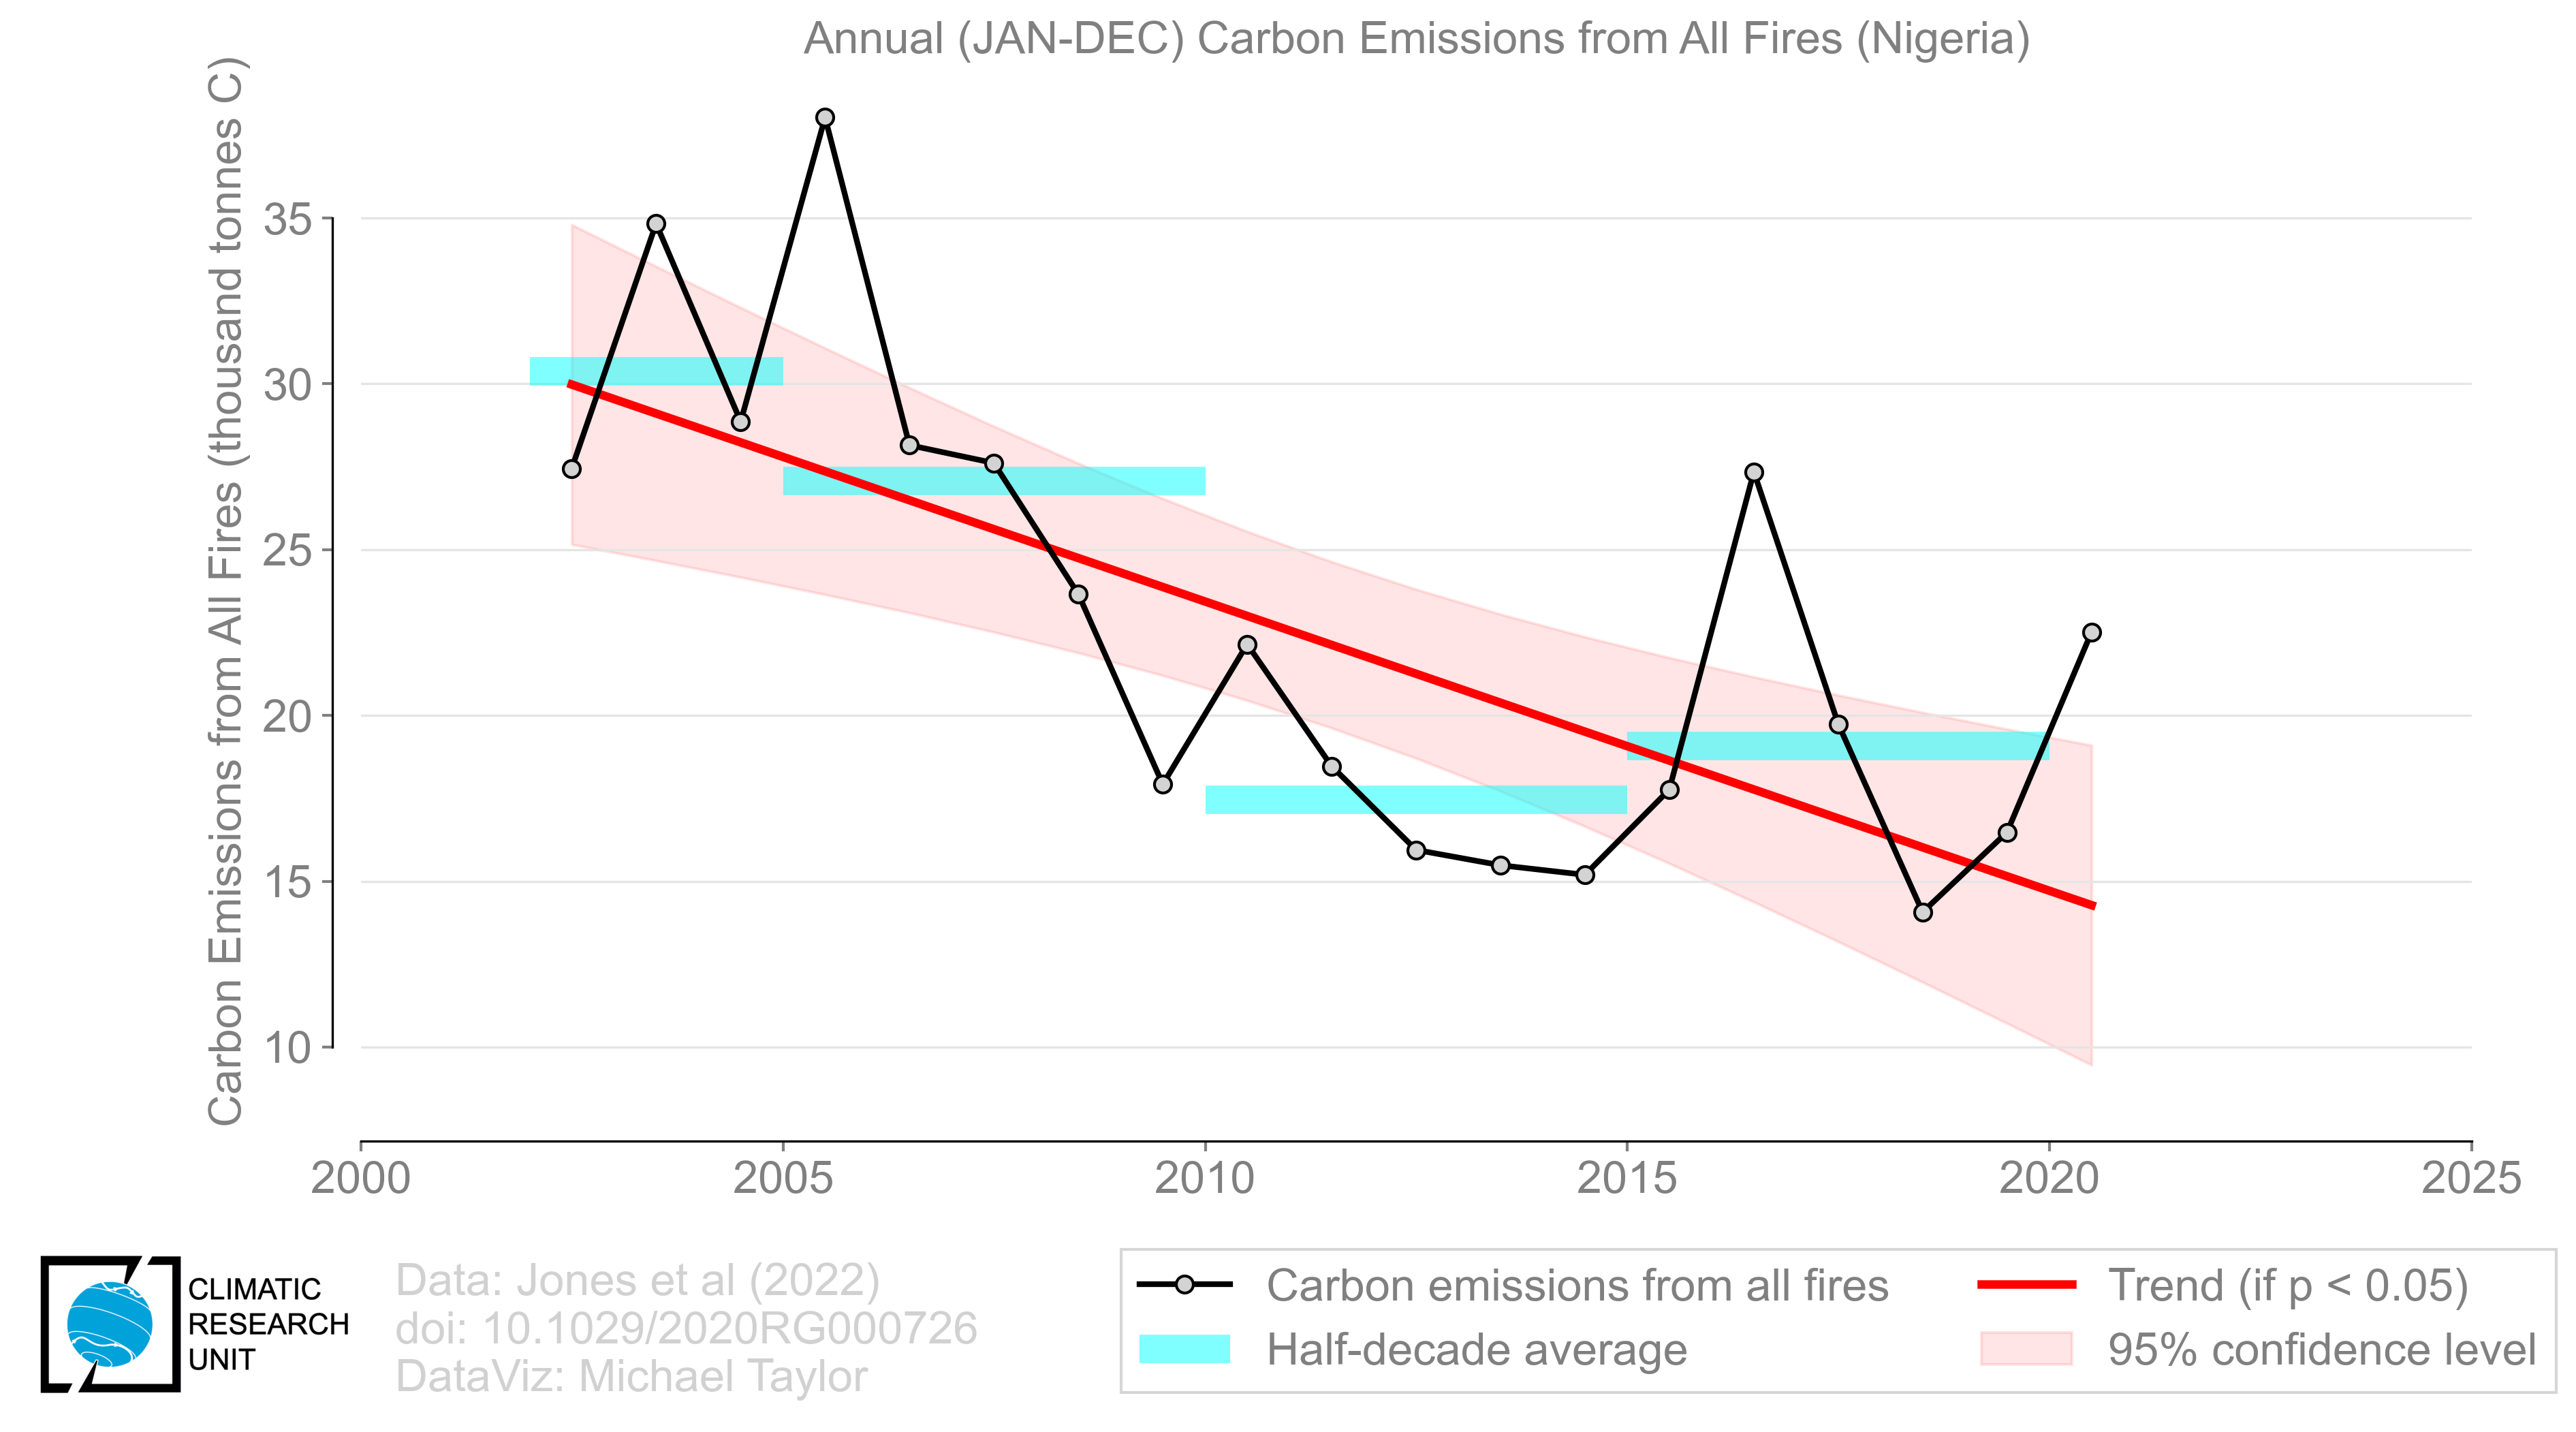 Annual (JAN-DEC) Carbon Emissions from All Fires (Nigeria)
Carbon Emissions from All Fires (thousand tonnes C)
35
30
25
20
15
10
2000 2005 2010 2015 2020 2025
CLIMATIC
RESEARCH
UNIT
Data: Jones et al (2022)
doi: 10.1029/2020RG000726
DataViz: Michael Taylor
Carbon emissions from all fires
Half-decade average
Trend (if p < 0.05)
95% confidence level